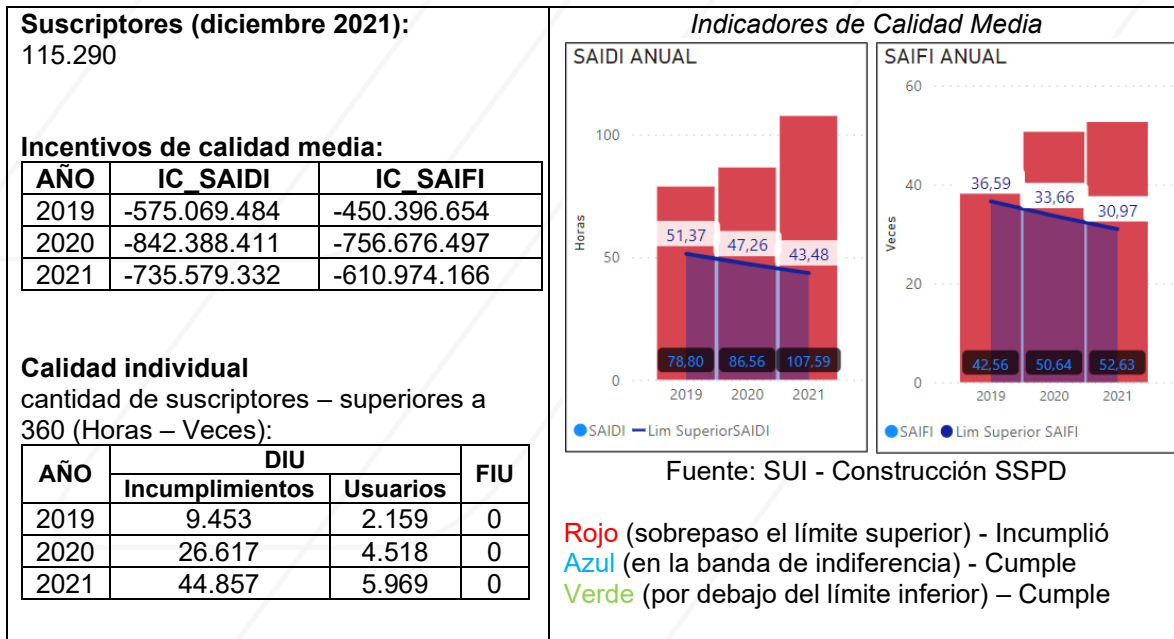 Suscriptores (diciembre 2021):
115.290
Incentivos de calidad media:
AÑO IC_SAIDI IC_SAIFI
2019 -575.069.484 -450.396.654
2020 -842.388.411 -756.676.497
2021 -735.579.332 -610.974.166
Calidad individual
cantidad de suscriptores – superiores a
360 (Horas – Veces):
AÑO DIU FIU
Incumplimientos Usuarios
2019 9.453 2.159 0
2020 26.617 4.518 0
2021 44.857 5.969 0
Indicadores de Calidad Media
SAIDI ANUAL
100
50
0
Horas
51,37
47,26
43,48
78,80
86,56
107,59
2019 2020 2021
SAIDI Lim SuperiorSAIDI
SAIFI ANUAL
60
40
20
0
Veces
36,59
33,66
30,97
42,56
50,64
52,63
2019 2020 2021
SAIFI Lim Superior SAIFI
Fuente: SUI - Construcción SSPD
Rojo (sobrepaso el límite superior) - Incumplió
Azul (en la banda de indiferencia) - Cumple
Verde (por debajo del límite inferior) – Cumple